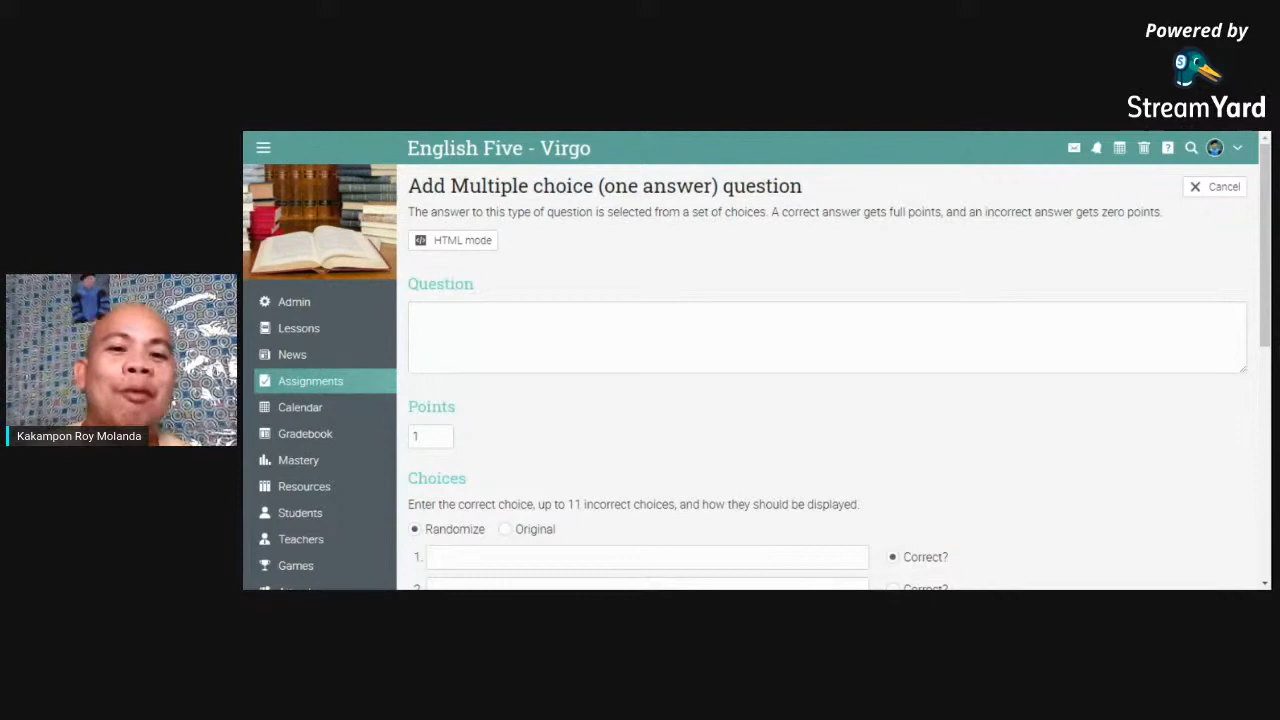 Powered by
StreamYard
English Five - Virgo
Add Multiple choice (one answer) question
Cancel
The answer to this type of question is selected from a set of choices. A correct answer gets full points, and an incorrect answer gets zero points.
HTML mode
Question
Admin
Lessons
News
Assignments
Calendar
Gradebook
Mastery
Resources
Students
Teachers
Games
Points
1
Choices
Enter the correct choice, up to 11 incorrect choices, and how they should be displayed.
Randomize Original
1. Correct?
2. Correct?
Kakampon Roy Molanda